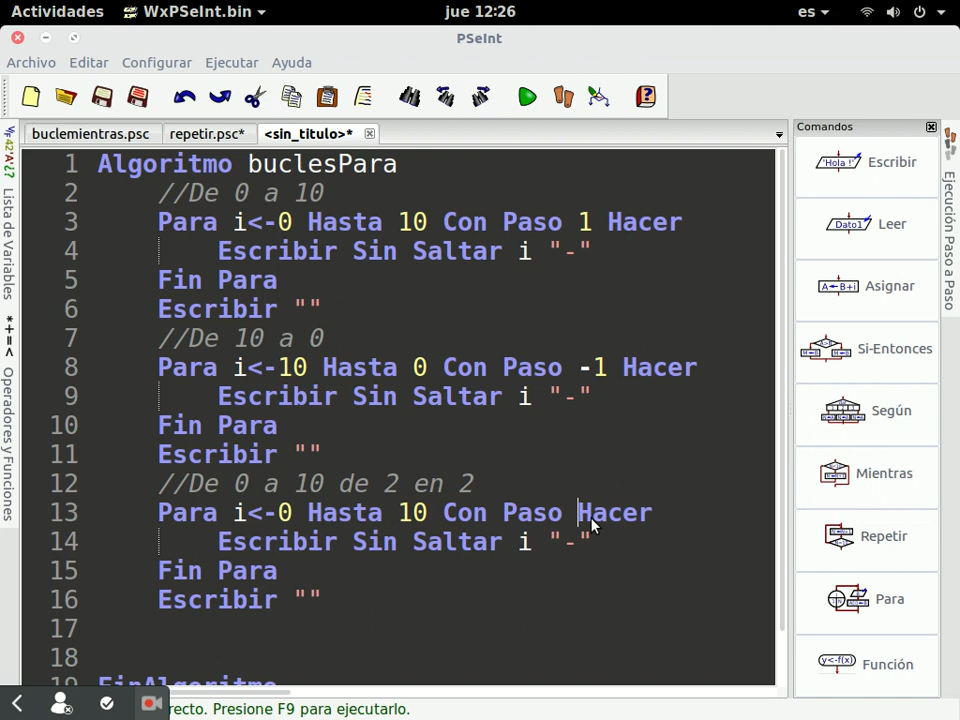 Actividades WxPSeInt.bin jue 12:26 es
PSeInt
Archivo Editar Configurar Ejecutar Ayuda
buclemientras.psc repetir.psc* <sin_titulo>*
Comandos
1 Algoritmo buclesPara
2 //De 0 a 10
3 Para i<-0 Hasta 10 Con Paso 1 Hacer
4 Escribir Sin Saltar i "-"
5 Fin Para
6 Escribir ""
7 //De 10 a 0
8 Para i<-10 Hasta 0 Con Paso -1 Hacer
9 Escribir Sin Saltar i "-"
10 Fin Para
11 Escribir ""
12 //De 0 a 10 de 2 en 2
13 Para i<-0 Hasta 10 Con Paso Hacer
14 Escribir Sin Saltar i "-"
15 Fin Para
16 Escribir ""
17
18
19 FinAlgoritmo
Lista de Variables
*+=< Operadores y Funciones
'Hola !' Escribir
Dato1 Leer
A←B+i Asignar
Si-Entonces
Según
Mientras
Repetir
Para
y<-f(x) Función
Ejecución Paso a Paso
recto. Presione F9 para ejecutarlo.